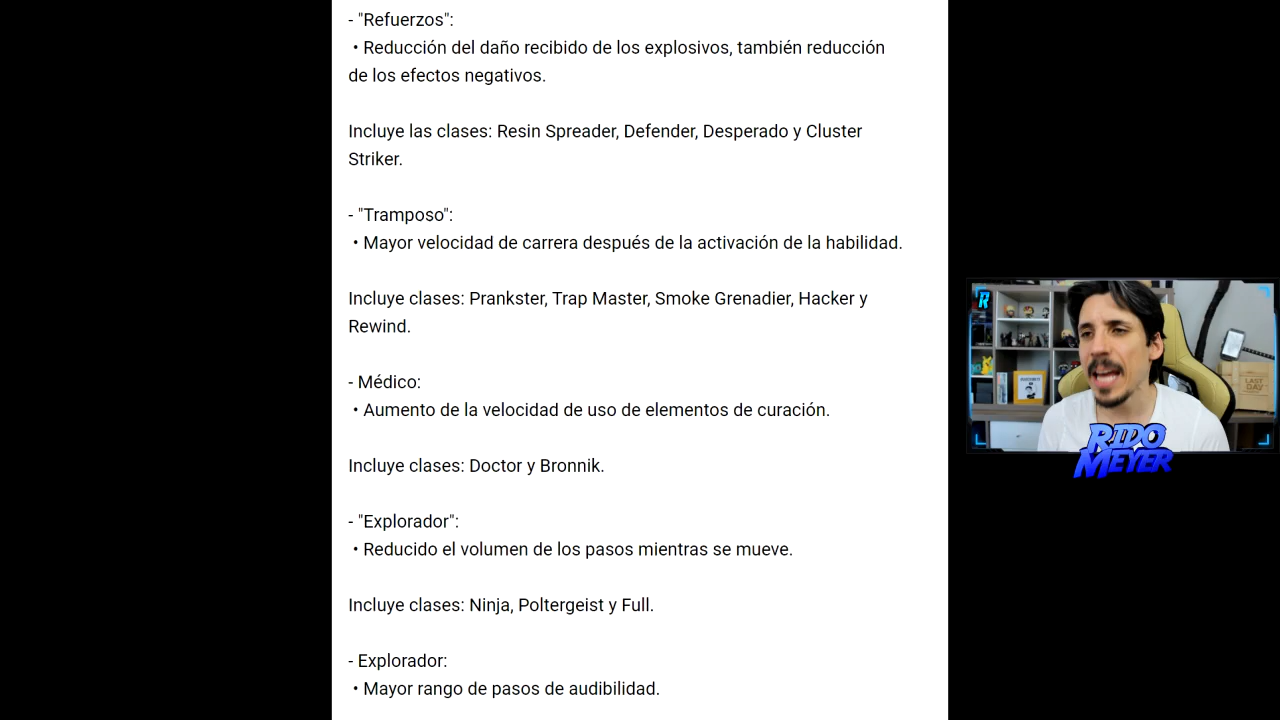 - "Refuerzos":
• Reducción del daño recibido de los explosivos, también reducción
de los efectos negativos.
Incluye las clases: Resin Spreader, Defender, Desperado y Cluster
Striker.
- "Tramposo":
• Mayor velocidad de carrera después de la activación de la habilidad.
Incluye clases: Prankster, Trap Master, Smoke Grenadier, Hacker y
Rewind.
- Médico:
• Aumento de la velocidad de uso de elementos de curación.
Incluye clases: Doctor y Bronnik.
- "Explorador":
• Reducido el volumen de los pasos mientras se mueve.
Incluye clases: Ninja, Poltergeist y Full.
- Explorador:
• Mayor rango de pasos de audibilidad.
R
LAST
DAY
RIDO
MEYER